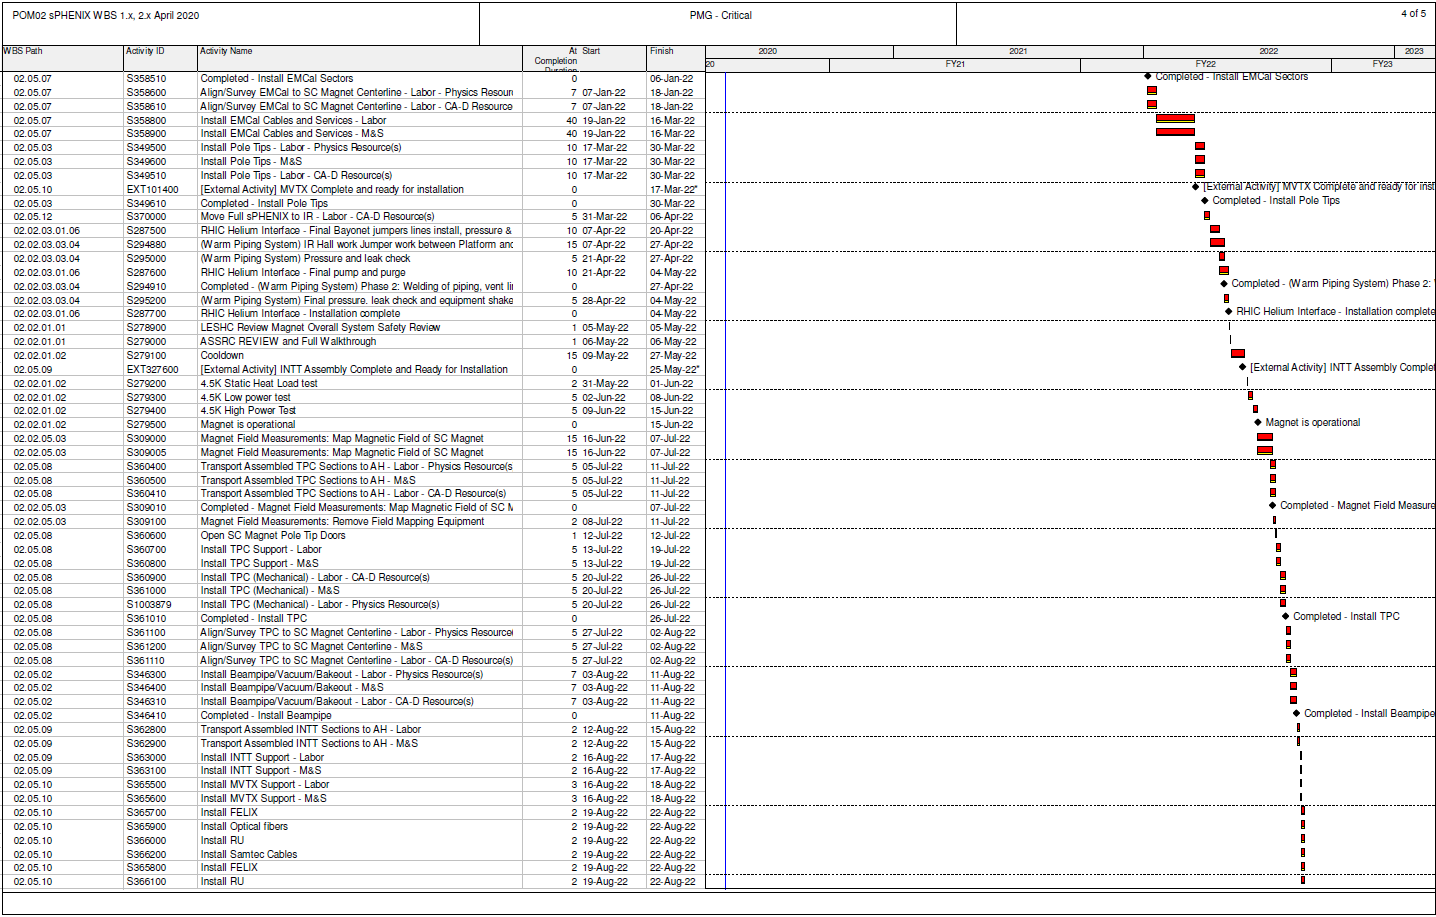 POM02 sPHENIX WBS 1.x, 2.x April 2020 PMG - Critical 4 of 5
WBS Path Activity ID Activity Name At Completion Duration Start Finish 2020 2021 2022 2023
20 FY21 FY22 FY23
02.05.07 S358510 Completed - Install EMCal Sectors 0 06-Jan-22 Completed - Install EMCal Sectors
02.05.07 S358600 Align/Survey EMCal to SC Magnet Centerline - Labor - Physics Resour 7 07-Jan-22 18-Jan-22
02.05.07 S358610 Align/Survey EMCal to SC Magnet Centerline - Labor - CA-D Resource 7 07-Jan-22 18-Jan-22
02.05.07 S358800 Install EMCal Cables and Services - Labor 40 19-Jan-22 16-Mar-22
02.05.07 S358900 Install EMCal Cables and Services - M&S 40 19-Jan-22 16-Mar-22
02.05.03 S349500 Install Pole Tips - Labor - Physics Resource(s) 10 17-Mar-22 30-Mar-22
02.05.03 S349600 Install Pole Tips - M&S 10 17-Mar-22 30-Mar-22
02.05.03 S349510 Install Pole Tips - Labor - CA-D Resource(s) 10 17-Mar-22 30-Mar-22
02.05.10 EXT101400 [External Activity] MVTX Complete and ready for installation 0 17-Mar-22* [External Activity] MVTX Complete and ready for inst
02.05.03 S349610 Completed - Install Pole Tips 0 30-Mar-22 Completed - Install Pole Tips
02.05.12 S370000 Move Full sPHENIX to IR - Labor - CA-D Resource(s) 5 31-Mar-22 06-Apr-22
02.02.03.01.06 S287500 RHIC Helium Interface - Final Bayonet jumpers lines install, pressure & 10 07-Apr-22 20-Apr-22
02.02.03.03.04 S294880 (Warm Piping System) IR Hall work Jumper work between Platform and 15 07-Apr-22 27-Apr-22
02.02.03.03.04 S295000 (Warm Piping System) Pressure and leak check 5 21-Apr-22 27-Apr-22
02.02.03.01.06 S287600 RHIC Helium Interface - Final pump and purge 10 21-Apr-22 04-May-22
02.02.03.03.04 S294910 Completed - (Warm Piping System) Phase 2: Welding of piping, vent li 0 27-Apr-22 Completed - (Warm Piping System) Phase 2:
02.02.03.03.04 S295200 (Warm Piping System) Final pressure. leak check and equipment shake 5 28-Apr-22 04-May-22
02.02.03.01.06 S287700 RHIC Helium Interface - Installation complete 0 04-May-22 RHIC Helium Interface - Installation complete
02.02.01.01 S278900 LESHC Review Magnet Overall System Safety Review 1 05-May-22 05-May-22
02.02.01.01 S279000 ASSRC REVIEW and Full Walkthrough 1 06-May-22 06-May-22
02.02.01.02 S279100 Cooldown 15 09-May-22 27-May-22
02.05.09 EXT327600 [External Activity] INTT Assembly Complete and Ready for Installation 0 25-May-22* [External Activity] INTT Assembly Complet
02.02.01.02 S279200 4.5K Static Heat Load test 2 31-May-22 01-Jun-22
02.02.01.02 S279300 4.5K Low power test 5 02-Jun-22 08-Jun-22
02.02.01.02 S279400 4.5K High Power Test 5 09-Jun-22 15-Jun-22
02.02.01.02 S279500 Magnet is operational 0 15-Jun-22 Magnet is operational
02.02.05.03 S309000 Magnet Field Measurements: Map Magnetic Field of SC Magnet 15 16-Jun-22 07-Jul-22
02.02.05.03 S309005 Magnet Field Measurements: Map Magnetic Field of SC Magnet 15 16-Jun-22 07-Jul-22
02.05.08 S360400 Transport Assembled TPC Sections to AH - Labor - Physics Resource(s 5 05-Jul-22 11-Jul-22
02.05.08 S360500 Transport Assembled TPC Sections to AH - M&S 5 05-Jul-22 11-Jul-22
02.05.08 S360410 Transport Assembled TPC Sections to AH - Labor - CA-D Resource(s) 5 05-Jul-22 11-Jul-22
02.02.05.03 S309010 Completed - Magnet Field Measurements: Map Magnetic Field of SC M 0 07-Jul-22 Completed - Magnet Field Measure
02.02.05.03 S309100 Magnet Field Measurements: Remove Field Mapping Equipment 2 08-Jul-22 11-Jul-22
02.05.08 S360600 Open SC Magnet Pole Tip Doors 1 12-Jul-22 12-Jul-22
02.05.08 S360700 Install TPC Support - Labor 5 13-Jul-22 19-Jul-22
02.05.08 S360800 Install TPC Support - M&S 5 13-Jul-22 19-Jul-22
02.05.08 S360900 Install TPC (Mechanical) - Labor - CA-D Resource(s) 5 20-Jul-22 26-Jul-22
02.05.08 S361000 Install TPC (Mechanical) - M&S 5 20-Jul-22 26-Jul-22
02.05.08 S1003879 Install TPC (Mechanical) - Labor - Physics Resource(s) 5 20-Jul-22 26-Jul-22
02.05.08 S361010 Completed - Install TPC 0 26-Jul-22 Completed - Install TPC
02.05.08 S361100 Align/Survey TPC to SC Magnet Centerline - Labor - Physics Resource 5 27-Jul-22 02-Aug-22
02.05.08 S361200 Align/Survey TPC to SC Magnet Centerline - M&S 5 27-Jul-22 02-Aug-22
02.05.08 S361110 Align/Survey TPC to SC Magnet Centerline - Labor - CA-D Resource(s) 5 27-Jul-22 02-Aug-22
02.05.02 S346300 Install Beampipe/Vacuum/Bakeout - Labor - Physics Resource(s) 7 03-Aug-22 11-Aug-22
02.05.02 S346400 Install Beampipe/Vacuum/Bakeout - M&S 7 03-Aug-22 11-Aug-22
02.05.02 S346310 Install Beampipe/Vacuum/Bakeout - Labor - CA-D Resource(s) 7 03-Aug-22 11-Aug-22
02.05.02 S346410 Completed - Install Beampipe 0 11-Aug-22 Completed - Install Beampipe
02.05.09 S362800 Transport Assembled INTT Sections to AH - Labor 2 12-Aug-22 15-Aug-22
02.05.09 S362900 Transport Assembled INTT Sections to AH - M&S 2 12-Aug-22 15-Aug-22
02.05.09 S363000 Install INTT Support - Labor 2 16-Aug-22 17-Aug-22
02.05.09 S363100 Install INTT Support - M&S 2 16-Aug-22 17-Aug-22
02.05.10 S365500 Install MVTX Support - Labor 3 16-Aug-22 18-Aug-22
02.05.10 S365600 Install MVTX Support - M&S 3 16-Aug-22 18-Aug-22
02.05.10 S365700 Install FELIX 2 19-Aug-22 22-Aug-22
02.05.10 S365900 Install Optical fibers 2 19-Aug-22 22-Aug-22
02.05.10 S366000 Install RU 2 19-Aug-22 22-Aug-22
02.05.10 S366200 Install Samtec Cables 2 19-Aug-22 22-Aug-22
02.05.10 S365800 Install FELIX 2 19-Aug-22 22-Aug-22
02.05.10 S366100 Install RU 2 19-Aug-22 22-Aug-22